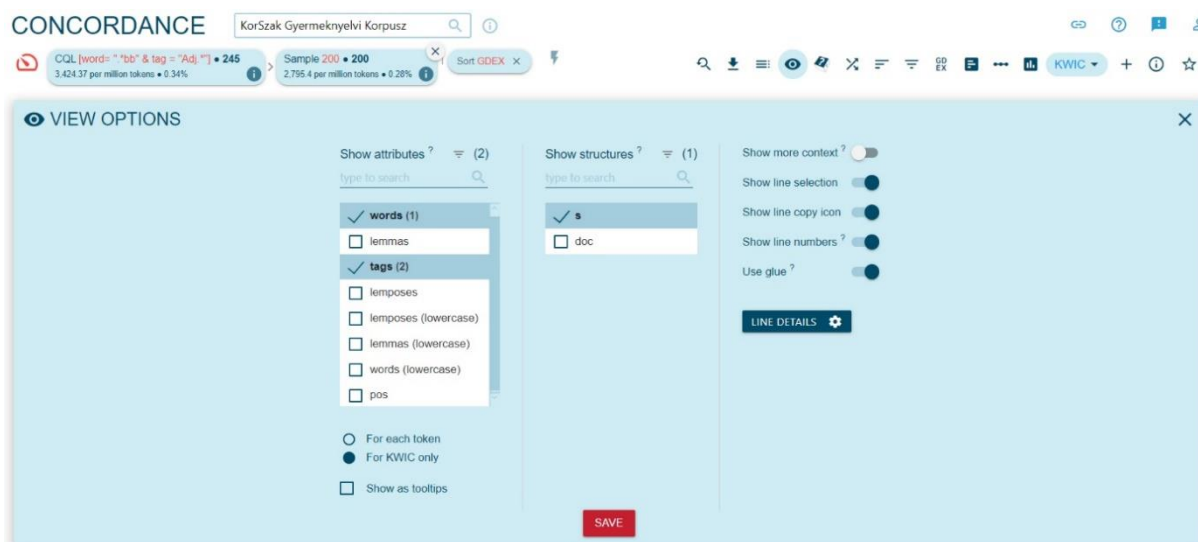 CONCORDANCE
KorSzak Gyermeknyelvi Korpusz
CQL [word= ".*bb" & tag = "Adj.*"] • 245
3,424.37 per million tokens • 0.34%
Sample 200 • 200
2,795.4 per million tokens • 0.28%
Sort GDEX ×
GD
EX
KWIC
VIEW OPTIONS
Show attributes ? (2)
type to search
words (1)
lemmas
tags (2)
lemposes
lemposes (lowercase)
lemmas (lowercase)
words (lowercase)
pos
For each token
For KWIC only
Show as tooltips
Show structures ? (1)
type to search
s
doc
Show more context ?
Show line selection
Show line copy icon
Show line numbers ?
Use glue ?
LINE DETAILS
SAVE